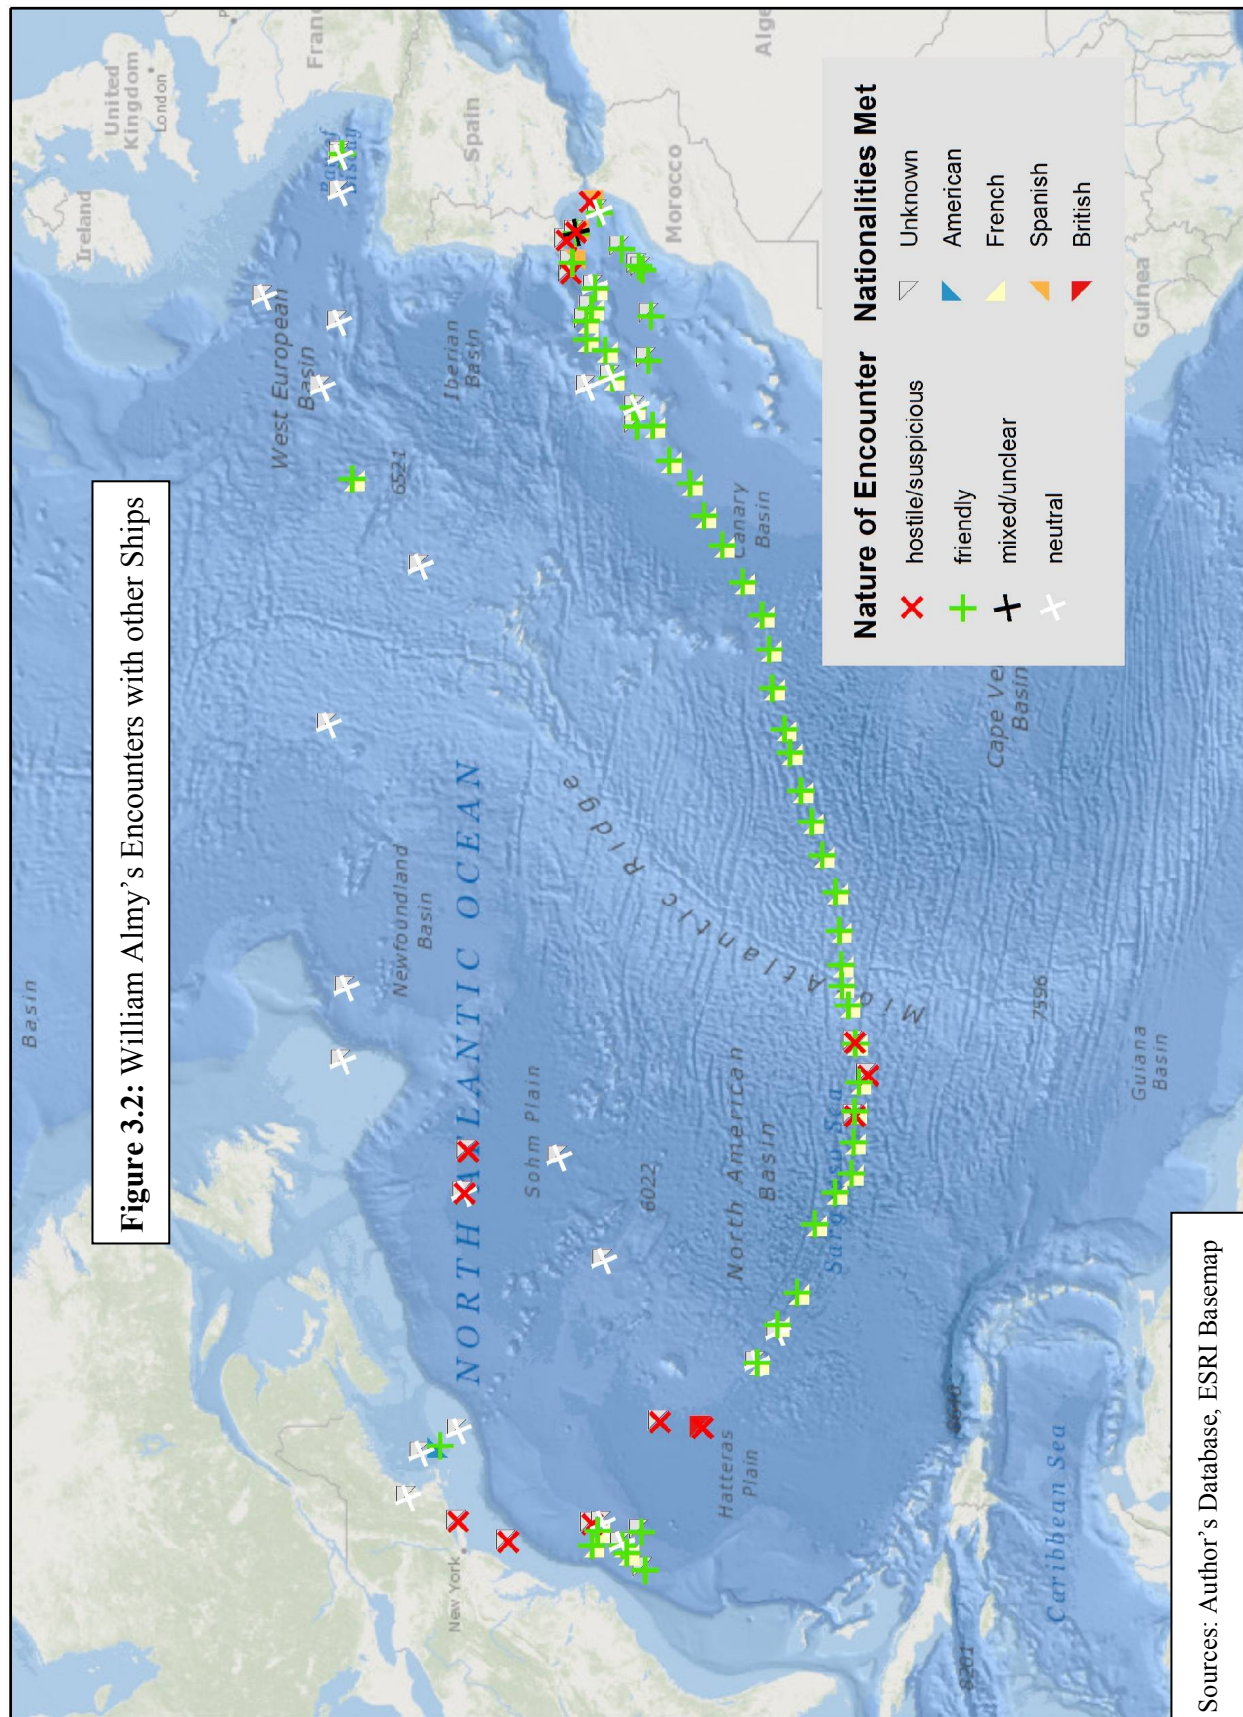 Figure 3.2: William Almy's Encounters with other Ships
Ireland
United
Kingdom
London
Franc
Spain
Morocco
Alge
Guinea
New York
Basin
West European
Basin
Iberian
Basin
6521
Canary
Basin
Cape Ve
Basin
Newfoundland
Basin
NORTH ATLANTIC OCEAN
Mid-Atlantic Ridge
Sohm Plain
6022
North American
Basin
7596
Guiana
Basin
Hatteras
Plain
Caribbean Sea
Nature of Encounter
hostile/suspicious
friendly
mixed/unclear
neutral
Nationalities Met
Unknown
American
French
Spanish
British
Sources: Author's Database, ESRI Basemap